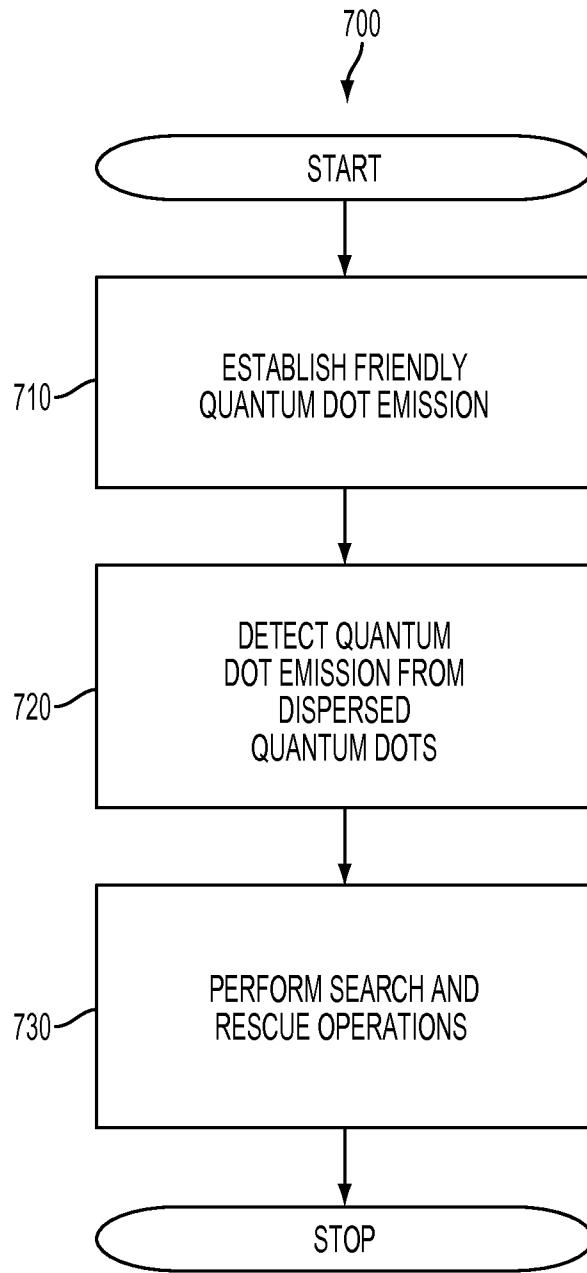 700
START
710
ESTABLISH FRIENDLY
QUANTUM DOT EMISSION
720
DETECT QUANTUM
DOT EMISSION FROM
DISPERSED
QUANTUM DOTS
730
PERFORM SEARCH AND
RESCUE OPERATIONS
STOP